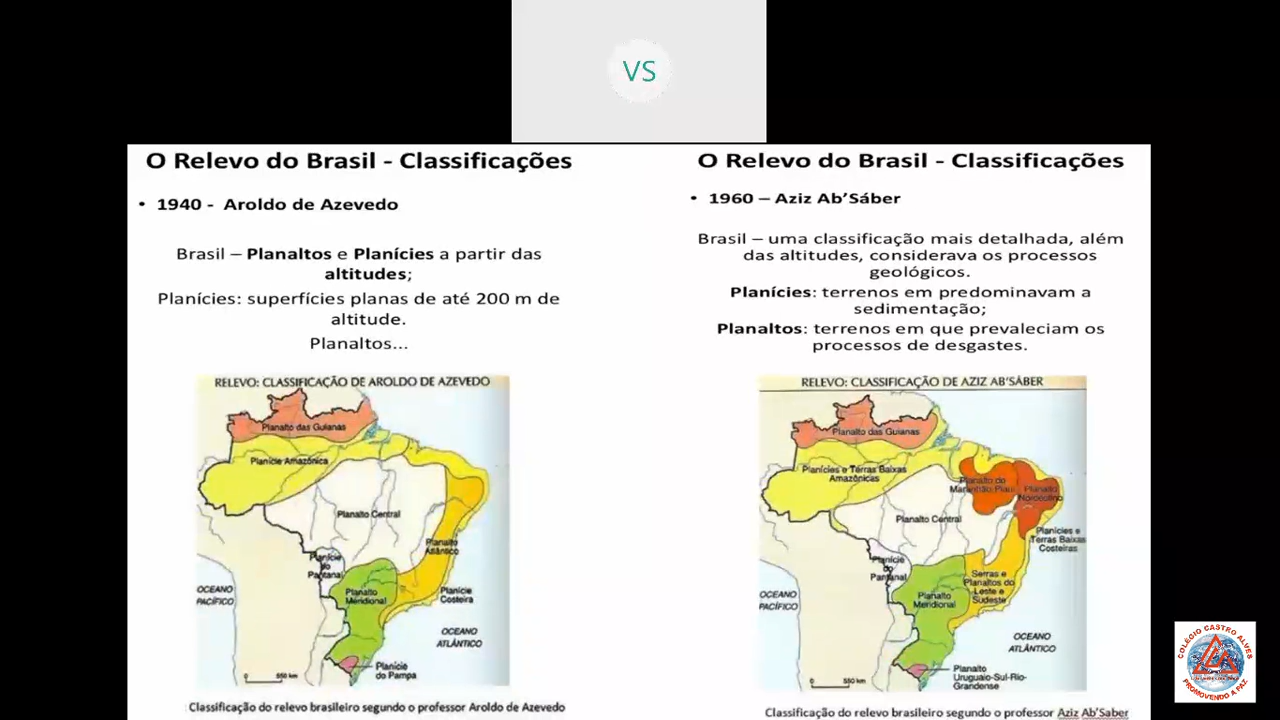 VS
O Relevo do Brasil - Classificações
• 1940 - Aroldo de Azevedo
Brasil – Planaltos e Planícies a partir das
altitudes;
Planícies: superfícies planas de até 200 m de
altitude.
Planaltos...
RELEVO: CLASSIFICAÇÃO DE AROLDO DE AZEVEDO
Planalto das Guianas
Planície Amazônica
Planalto Central
Planalto
Atlântico
Planície
do
Pantanal
Planalto
Meridional
Planície
Costeira
OCEANO
PACÍFICO
OCEANO
ATLÂNTICO
Planície
do Pampa
550 km
Classificação do relevo brasileiro segundo o professor Aroldo de Azevedo
O Relevo do Brasil - Classificações
• 1960 – Aziz Ab’Sáber
Brasil – uma classificação mais detalhada, além
das altitudes, considerava os processos
geológicos.
Planícies: terrenos em predominavam a
sedimentação;
Planaltos: terrenos em que prevaleciam os
processos de desgastes.
RELEVO: CLASSIFICAÇÃO DE AZIZ AB'SÁBER
Planalto das Guianas
Planícies e Terras Baixas
Amazônicas
Planalto do
Maranhão-Piauí
Planalto
Nordestino
Planalto Central
Planícies e
Terras Baixas
Costeiras
Planície
do
Pantanal
Serras e
Planaltos do
Leste e
Sudeste
Planalto
Meridional
OCEANO
PACÍFICO
OCEANO
ATLÂNTICO
Planalto
Uruguaio-Sul-Rio-
Grandense
550 km
Classificação do relevo brasileiro segundo o professor Aziz Ab’Saber
COLÉGIO CASTRO ALVES
PROMOVENDO A PAZ